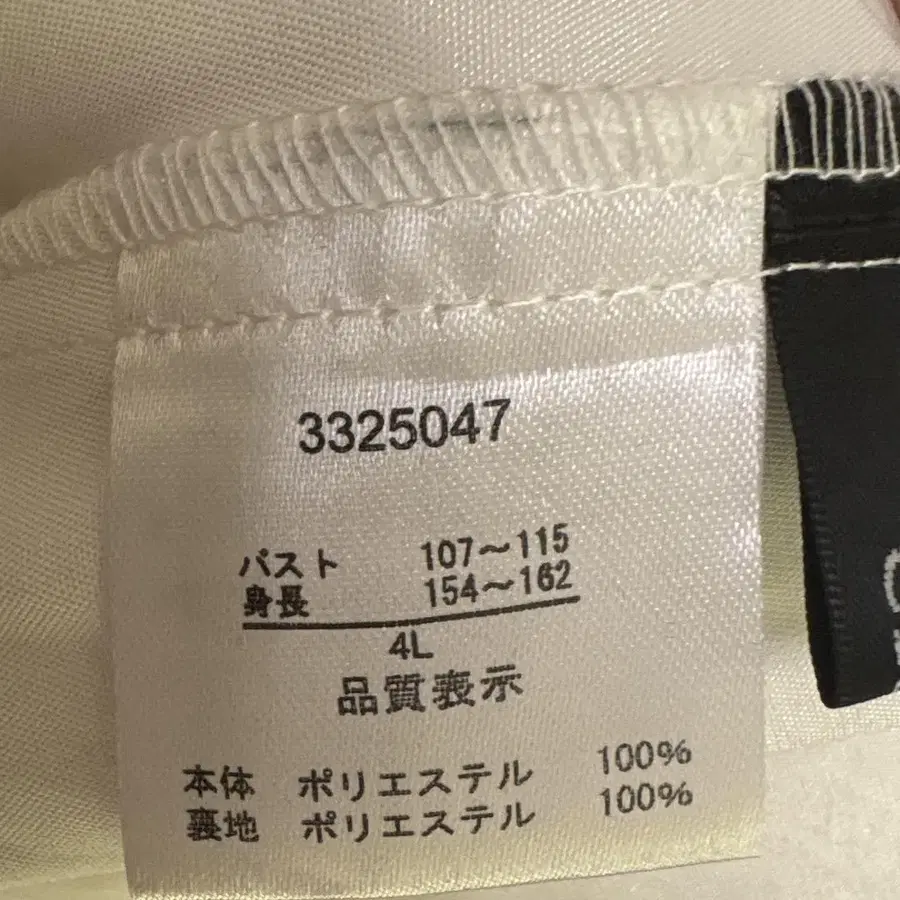 3325047
バスト 107～115
身長 154～162
4L
品質表示
本体 ポリエステル 100%
裏地 ポリエステル 100%